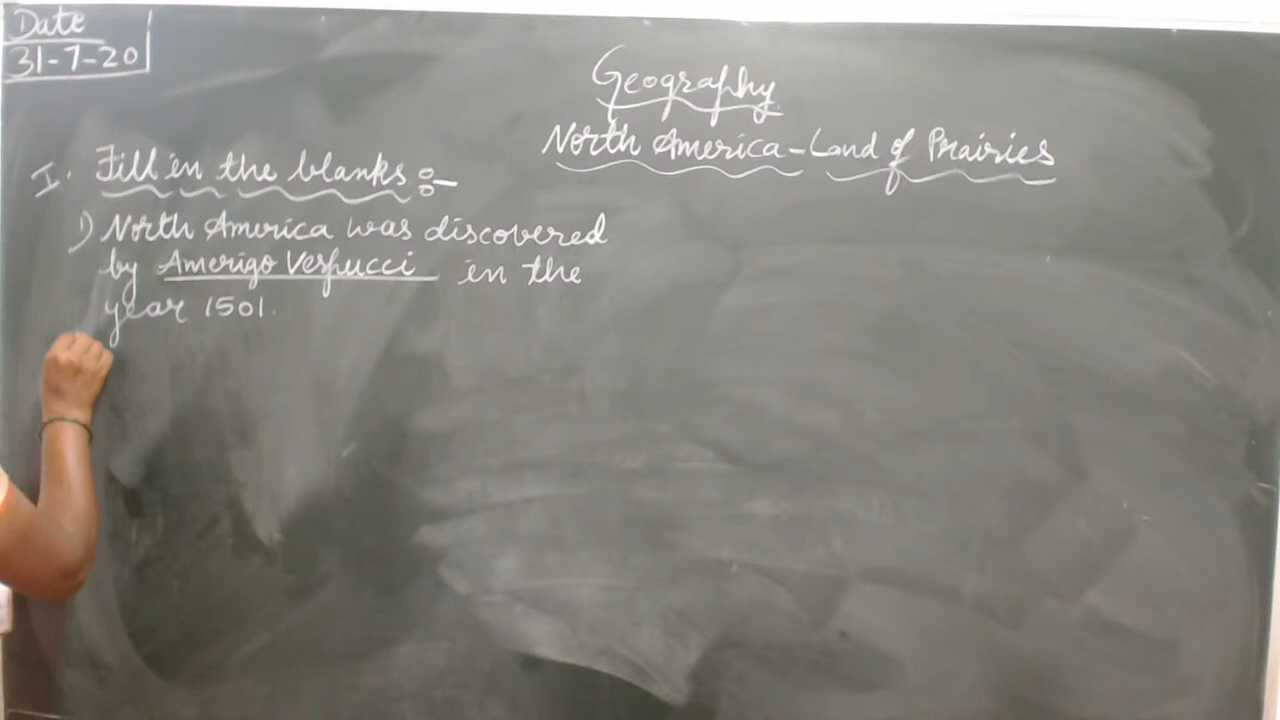 Date
31-7-20
Geography
North America - Land of Prairies
I. Fill in the blanks :-
1) North America was discovered
by Amerigo Vespucci in the
year 1501.